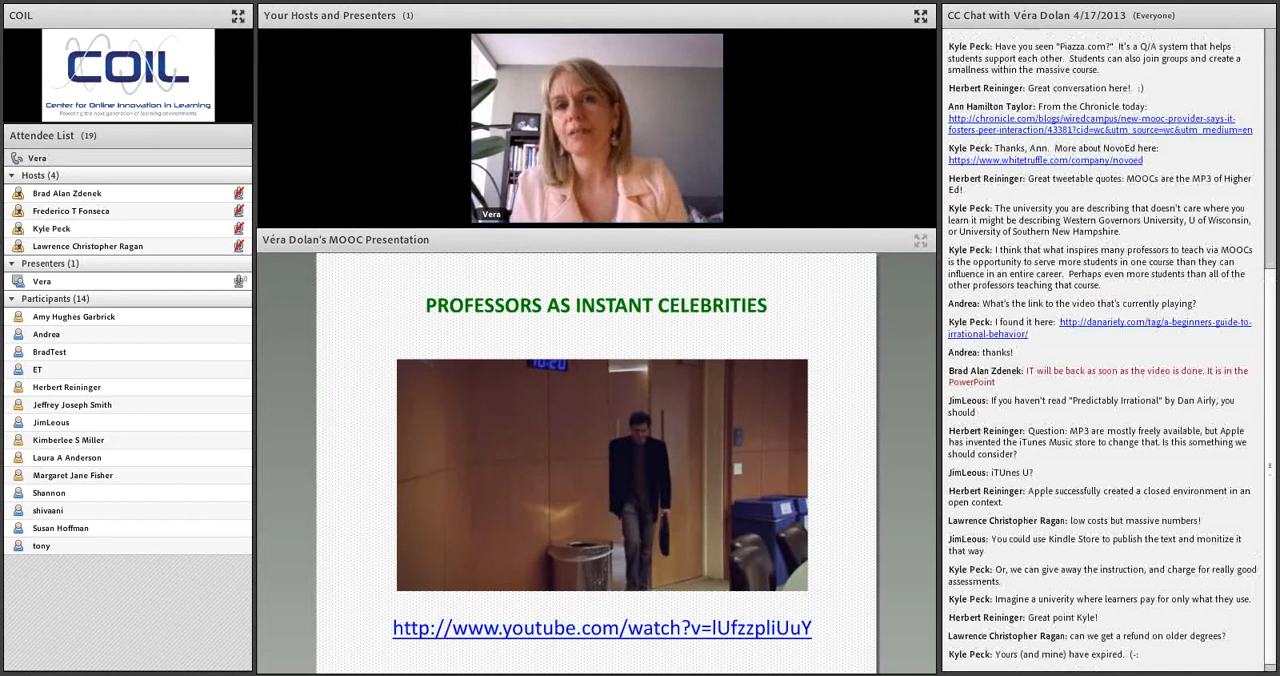 COIL
COIL
Center for Online Innovation in Learning
Powering the next generation of learning environments
Attendee List (19)
Vera
Hosts (4)
Brad Alan Zdenek
Frederico T Fonseca
Kyle Peck
Lawrence Christopher Ragan
Presenters (1)
Vera
Participants (14)
Amy Hughes Garbrick
Andrea
BradTest
ET
Herbert Reininger
Jeffrey Joseph Smith
JimLeous
Kimberlee S Miller
Laura A Anderson
Margaret Jane Fisher
Shannon
shivaani
Susan Hoffman
tony
Your Hosts and Presenters (1)
Vera
Véra Dolan's MOOC Presentation
PROFESSORS AS INSTANT CELEBRITIES
10:20
http://www.youtube.com/watch?v=lUfzzpliUuY
CC Chat with Véra Dolan 4/17/2013 (Everyone)
Kyle Peck: Have you seen "Piazza.com?" It's a Q/A system that helps
students support each other. Students can also join groups and create a
smallness within the massive course.
Herbert Reininger: Great conversation here! :)
Ann Hamilton Taylor: From the Chronicle today:
http://chronicle.com/blogs/wiredcampus/new-mooc-provider-says-it-
fosters-peer-interaction/43381?cid=wc&utm_source=wc&utm_medium=en
Kyle Peck: Thanks, Ann. More about NovoEd here:
https://www.whitetruffle.com/company/novoed
Herbert Reininger: Great tweetable quotes: MOOCs are the MP3 of Higher
Ed!
Kyle Peck: The university you are describing that doesn't care where you
learn it might be describing Western Governors University, U of Wisconsin,
or University of Southern New Hampshire.
Kyle Peck: I think that what inspires many professors to teach via MOOCs
is the opportunity to serve more students in one course than they can
influence in an entire career. Perhaps even more students than all of the
other professors teaching that course.
Andrea: What's the link to the video that's currently playing?
Kyle Peck: I found it here: http://danariely.com/tag/a-beginners-guide-to-
irrational-behavior/
Andrea: thanks!
Brad Alan Zdenek: IT will be back as soon as the video is done. It is in the
PowerPoint
JimLeous: If you haven't read "Predictably Irrational" by Dan Airly, you
should
Herbert Reininger: Question: MP3 are mostly freely available, but Apple
has invented the iTunes Music store to change that. Is this something we
should consider?
JimLeous: iTUnes U?
Herbert Reininger: Apple successfully created a closed environment in an
open context.
Lawrence Christopher Ragan: low costs but massive numbers!
JimLeous: You could use Kindle Store to publish the text and monitize it
that way
Kyle Peck: Or, we can give away the instruction, and charge for really good
assessments.
Kyle Peck: Imagine a univerity where learners pay for only what they use.
Herbert Reininger: Great point Kyle!
Lawrence Christopher Ragan: can we get a refund on older degrees?
Kyle Peck: Yours (and mine) have expired. (-: